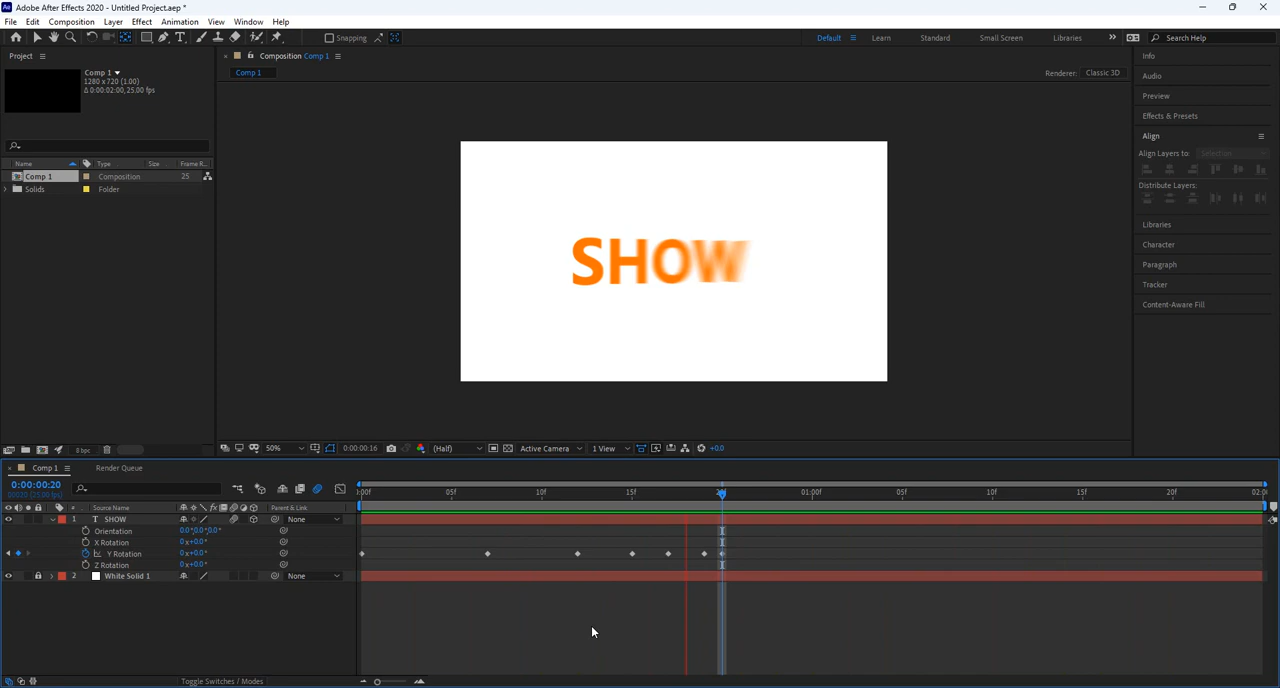 Adobe After Effects 2020 - Untitled Project.aep *
File Edit Composition Layer Effect Animation View Window Help
Snapping Default Learn Standard Small Screen Libraries Search Help
Project Composition Comp 1 Info
Comp 1
1280 x 720 (1.00)
Δ 0:00:02:00, 25.00 fps
Comp 1 Renderer: Classic 3D
Audio
Preview
Effects & Presets
Align
Align Layers to: Selection
Distribute Layers:
Libraries
Character
Paragraph
Tracker
Content-Aware Fill
Name Type Size Frame R...
Comp 1 Composition 25
Solids Folder
SHOW
8 bpc
50% 0:00:00:16 (Half) Active Camera 1 View +0.0
Comp 1 Render Queue
0:00:00:20
00020 (25.00 fps)
:00f 05f 10f 15f 20f 01:00f 05f 10f 15f 20f 02:0
# Source Name Parent & Link
1 T SHOW None
Orientation 0.0°,0.0°,0.0°
X Rotation 0x+0.0°
Y Rotation 0x+0.0°
Z Rotation 0x+0.0°
2 White Solid 1 None
Toggle Switches / Modes